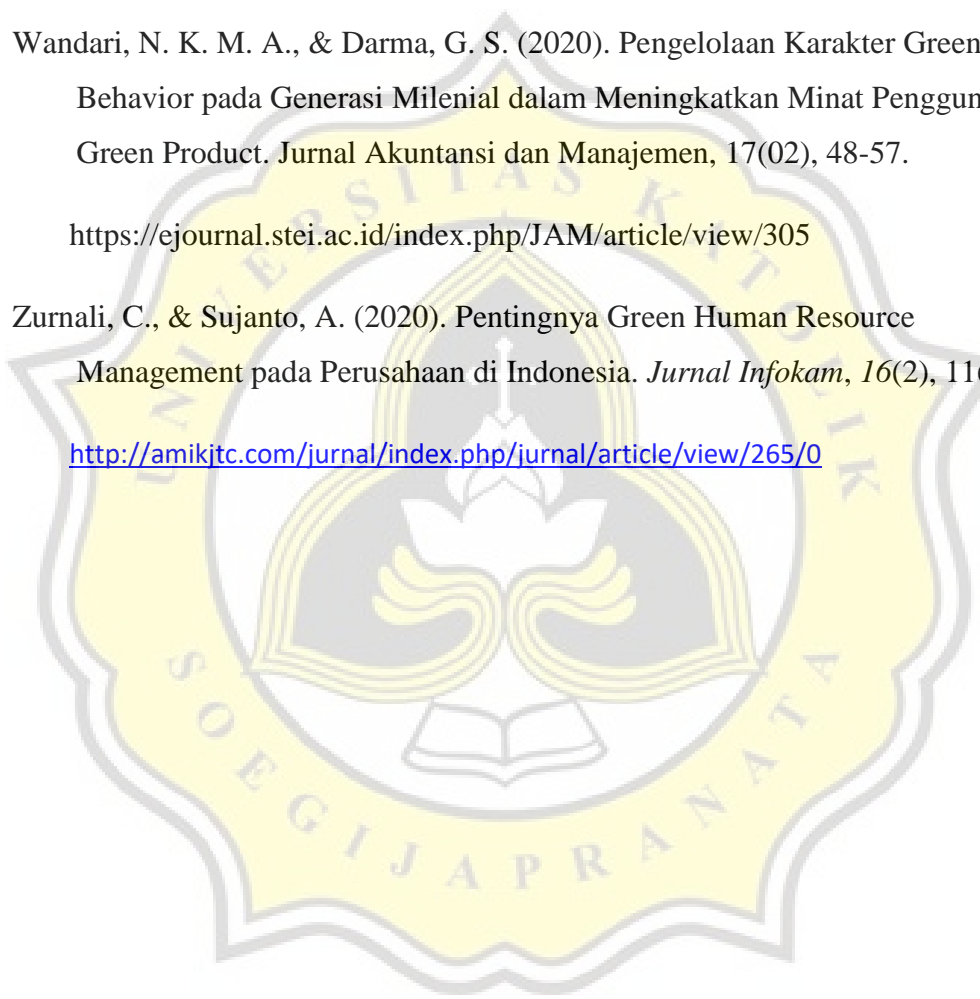 Wandari, N. K. M. A., & Darma, G. S. (2020). Pengelolaan Karakter Green
Behavior pada Generasi Milenial dalam Meningkatkan Minat
Green Product. Jurnal Akuntansi dan Manajemen, 17(02), 48-57.
https://ejournal.stei.ac.id/index.php/JAM/article/view/305
Zurnali, C., & Sujanto, A. (2020). Pentingnya Green Human Resource
Management pada Perusahaan di Indonesia. Jurnal Infokam, 16(2),
http://amikjtc.com/jurnal/index.php/jurnal/article/view/265/0
UNIVERSITAS KATOLIK
SOEGIJAPRANATA